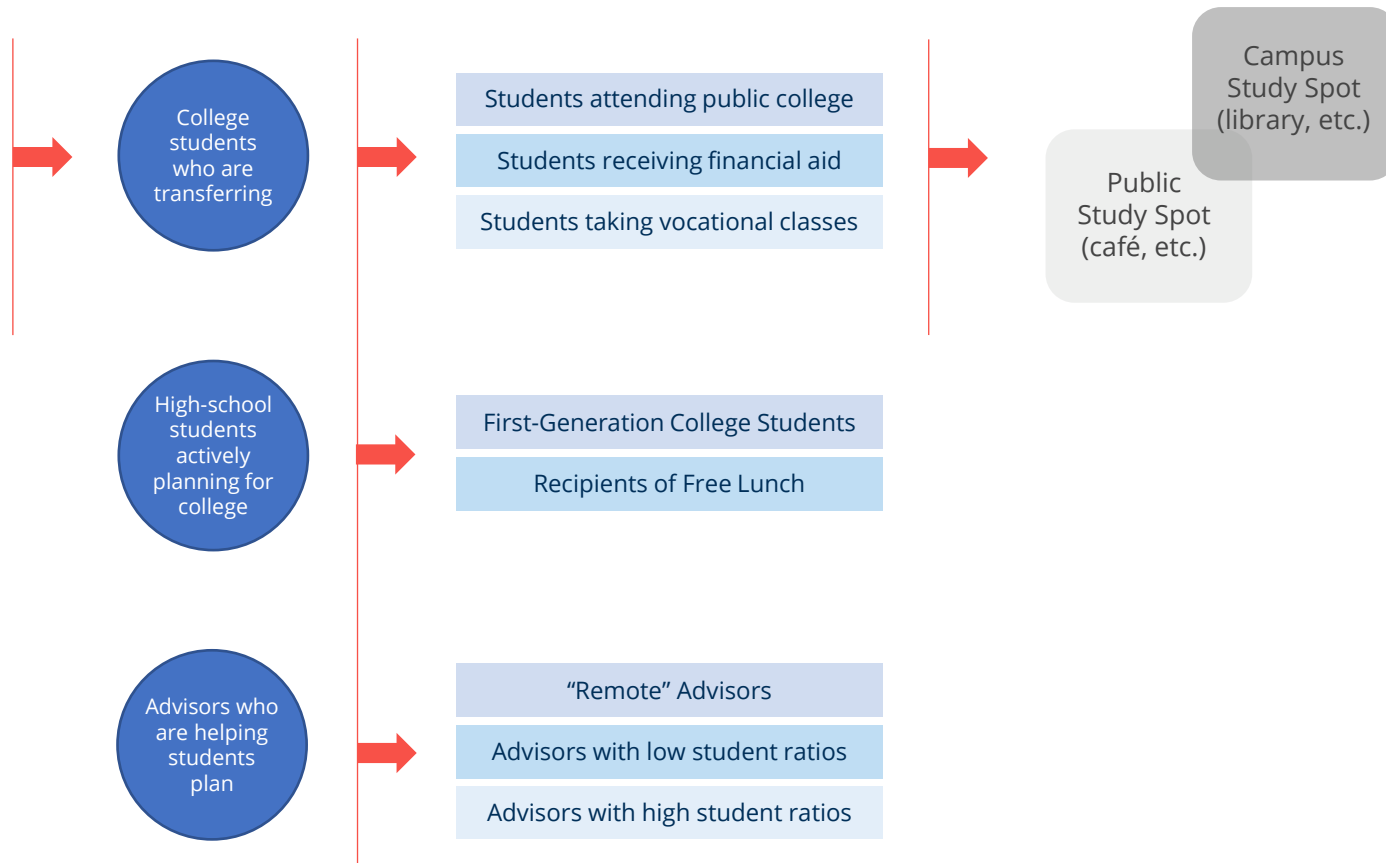 College
students
who are
transferring
Students attending public college
Students receiving financial aid
Students taking vocational classes
Campus
Study Spot
(library, etc.)
Public
Study Spot
(café, etc.)
High-school
students
actively
planning for
college
First-Generation College Students
Recipients of Free Lunch
Advisors who
are helping
students
plan
“Remote” Advisors
Advisors with low student ratios
Advisors with high student ratios